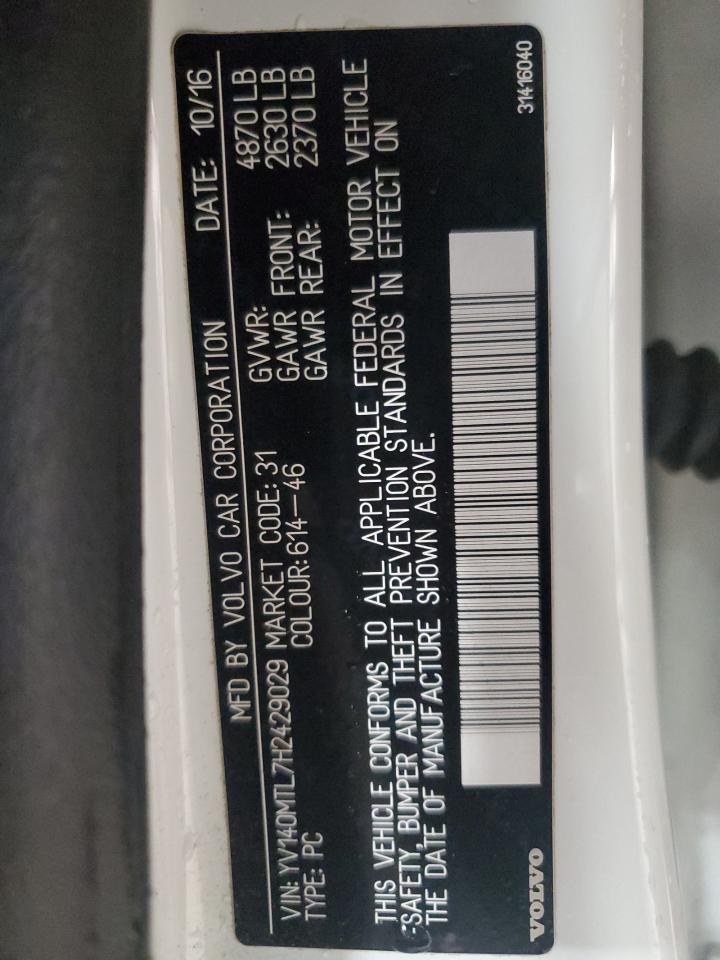 MFD BY VOLVO CAR CORPORATION DATE: 10/16
VIN: YV140MTL7H2429029 MARKET CODE: 31 GVWR: 4870 LB
TYPE: PC COLOUR: 614-46 GAWR FRONT: 2630 LB
GAWR REAR: 2370 LB
THIS VEHICLE CONFORMS TO ALL APPLICABLE FEDERAL MOTOR VEHICLE
SAFETY, BUMPER AND THEFT PREVENTION STANDARDS IN EFFECT ON
THE DATE OF MANUFACTURE SHOWN ABOVE.
VOLVO 31416040